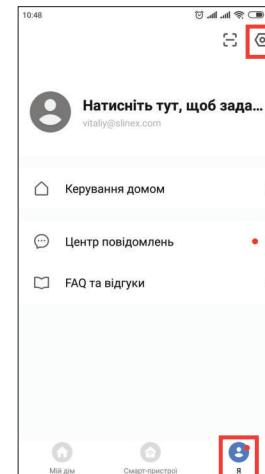 10:48
Натисніть тут, щоб зада...
vitaliy@slinex.com
Керування домом
Центр повідомлень
FAQ та відгуки
Мій дім Смарт-пристрої Я